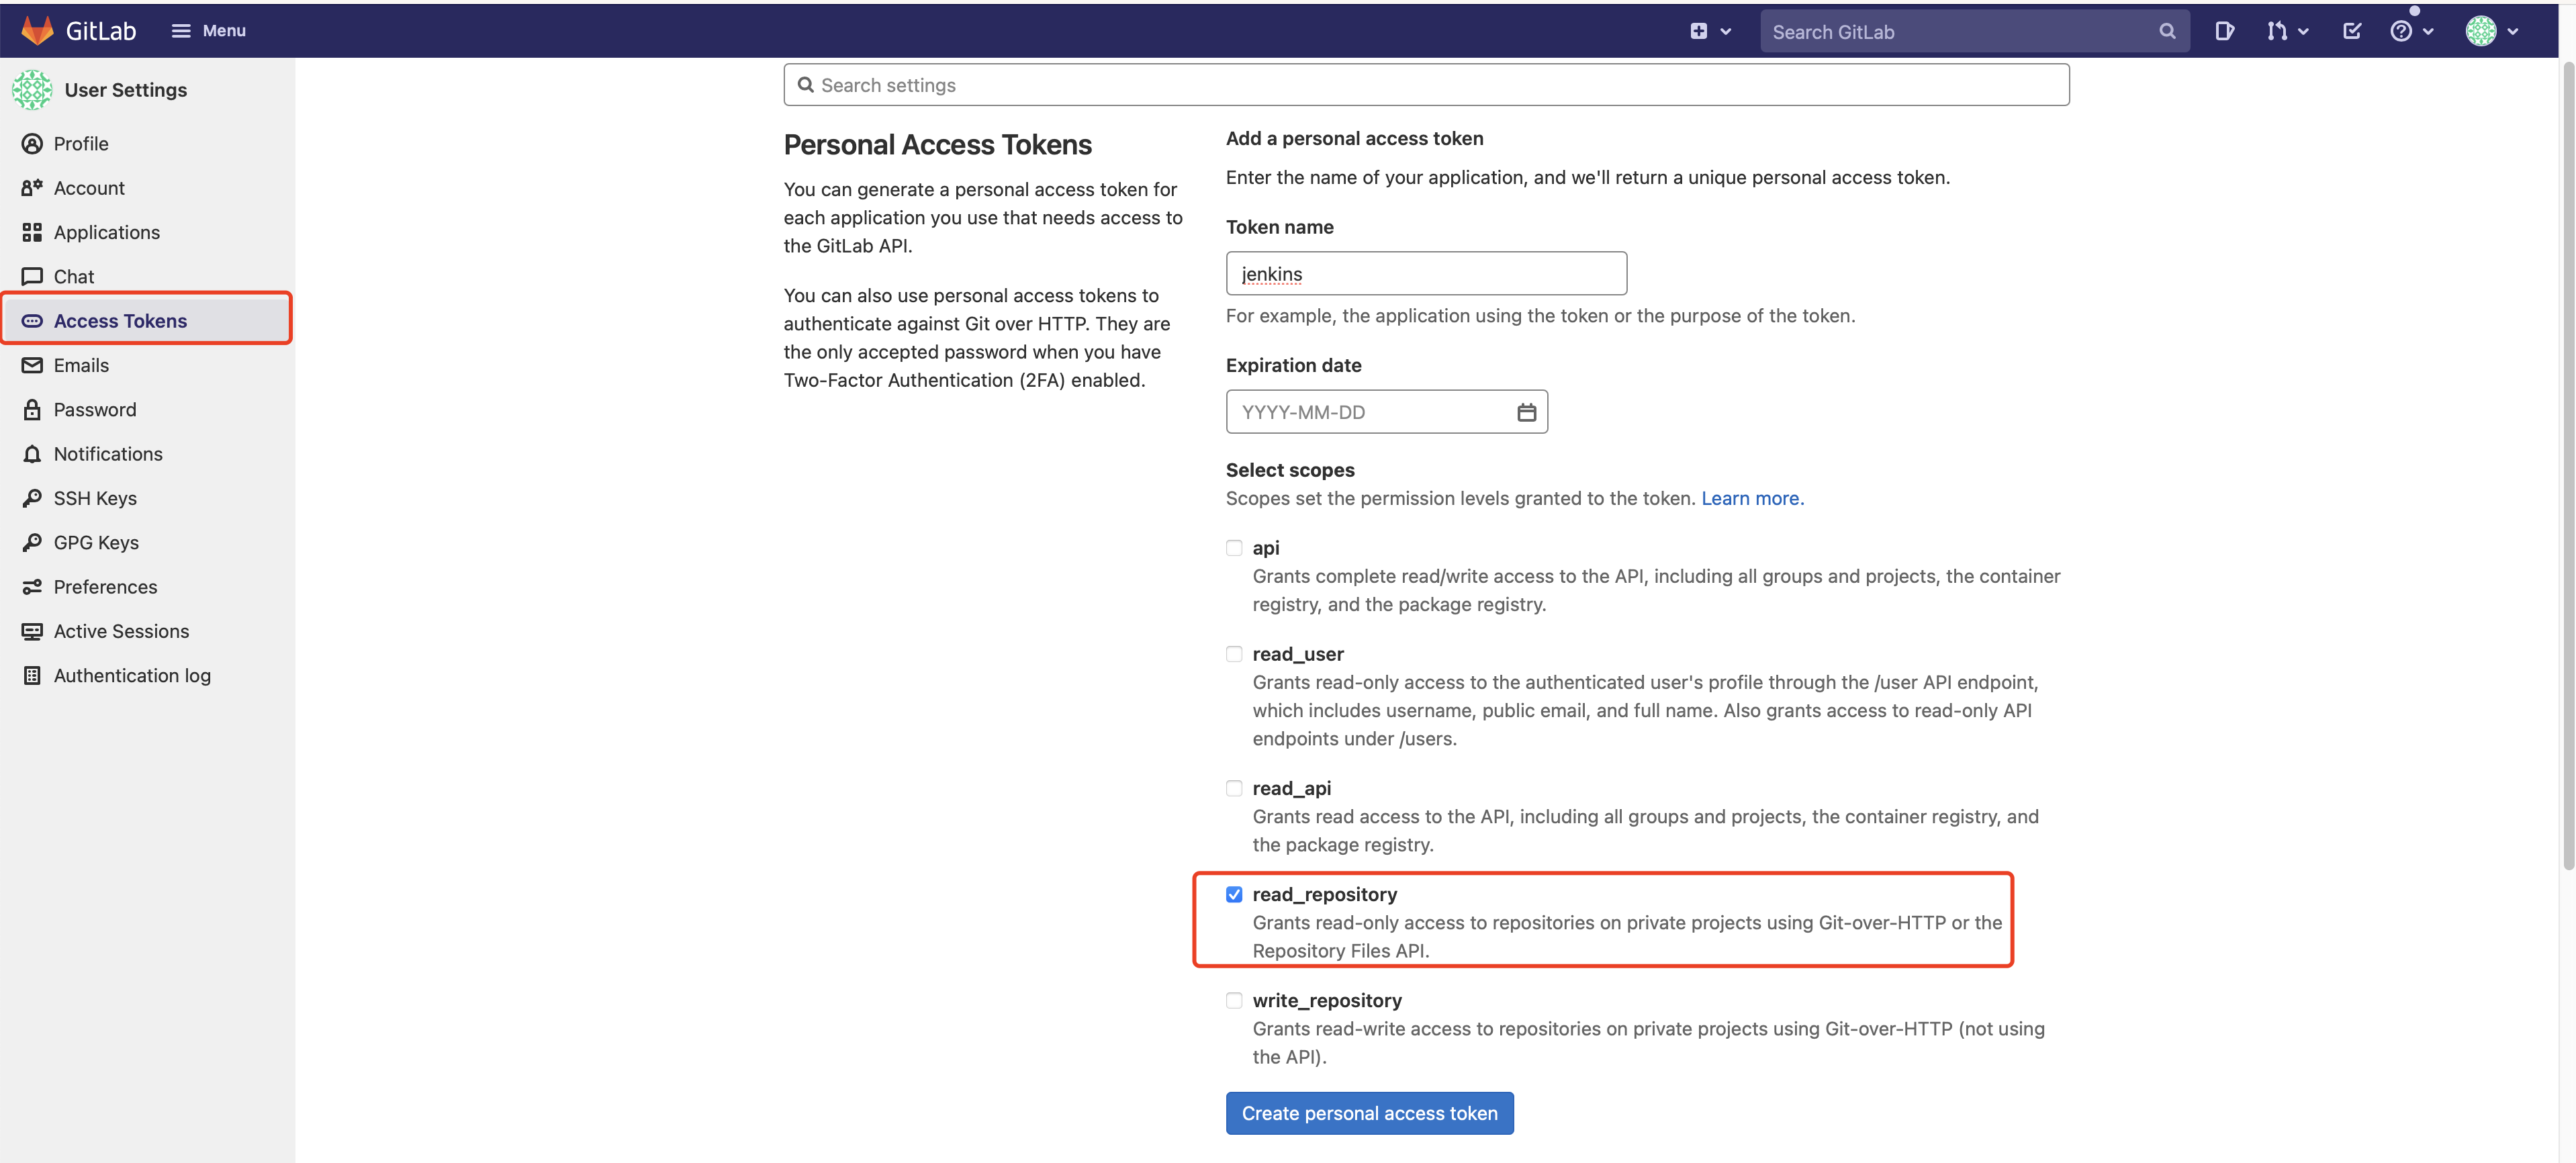 GitLab
Menu
Search GitLab
User Settings
Profile
Account
Applications
Chat
Access Tokens
Emails
Password
Notifications
SSH Keys
GPG Keys
Preferences
Active Sessions
Authentication log
Search settings
Personal Access Tokens
You can generate a personal access token for
each application you use that needs access to
the GitLab API.
You can also use personal access tokens to
authenticate against Git over HTTP. They are
the only accepted password when you have
Two-Factor Authentication (2FA) enabled.
Add a personal access token
Enter the name of your application, and we'll return a unique personal access token.
Token name
jenkins
For example, the application using the token or the purpose of the token.
Expiration date
YYYY-MM-DD
Select scopes
Scopes set the permission levels granted to the token. Learn more.
api
Grants complete read/write access to the API, including all groups and projects, the container
registry, and the package registry.
read_user
Grants read-only access to the authenticated user's profile through the /user API endpoint,
which includes username, public email, and full name. Also grants access to read-only API
endpoints under /users.
read_api
Grants read access to the API, including all groups and projects, the container registry, and
the package registry.
read_repository
Grants read-only access to repositories on private projects using Git-over-HTTP or the
Repository Files API.
write_repository
Grants read-write access to repositories on private projects using Git-over-HTTP (not using
the API).
Create personal access token